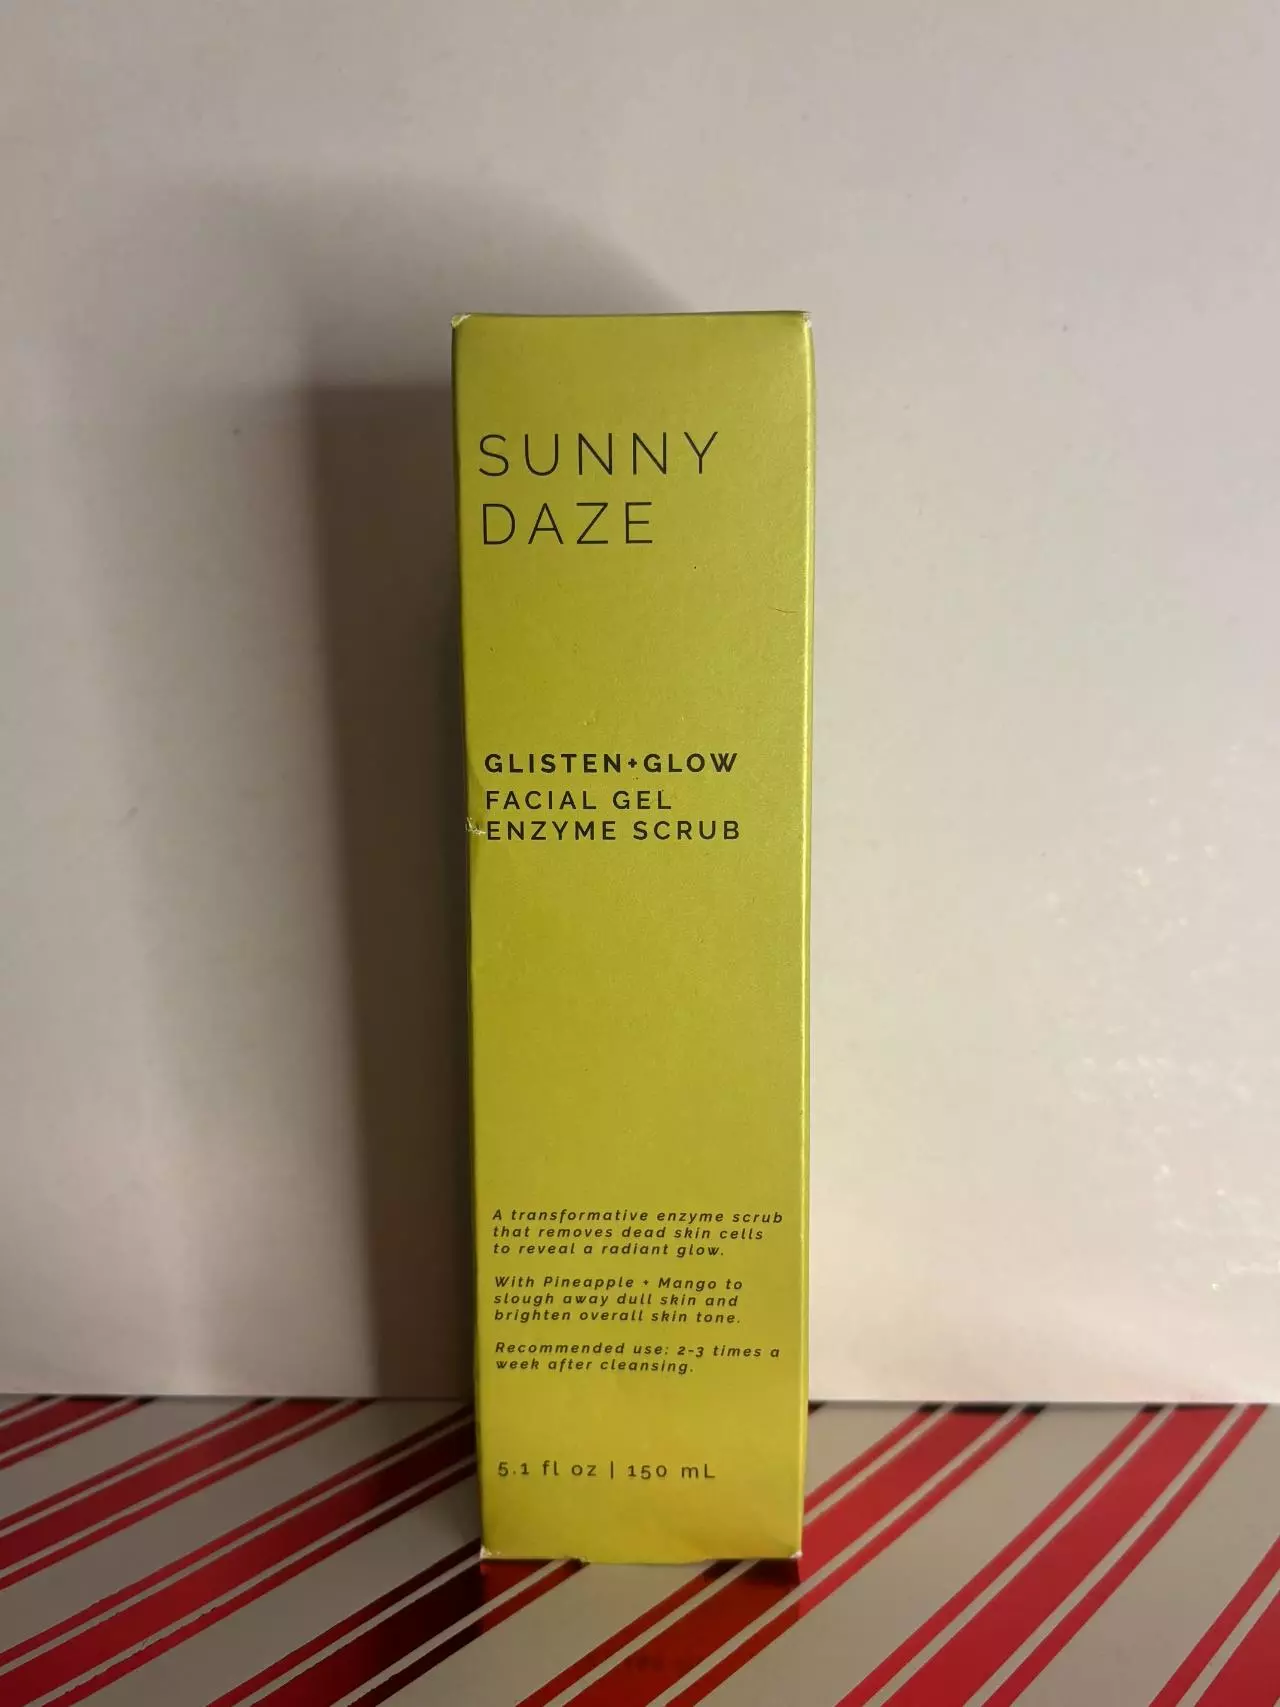 SUNNY
DAZE
GLISTEN+GLOW
FACIAL GEL
ENZYME SCRUB
A transformative enzyme scrub
that removes dead skin cells
to reveal a radiant glow.
With Pineapple + Mango to
slough away dull skin and
brighten overall skin tone.
Recommended use: 2-3 times a
week after cleansing.
5.1 fl oz | 150 mL